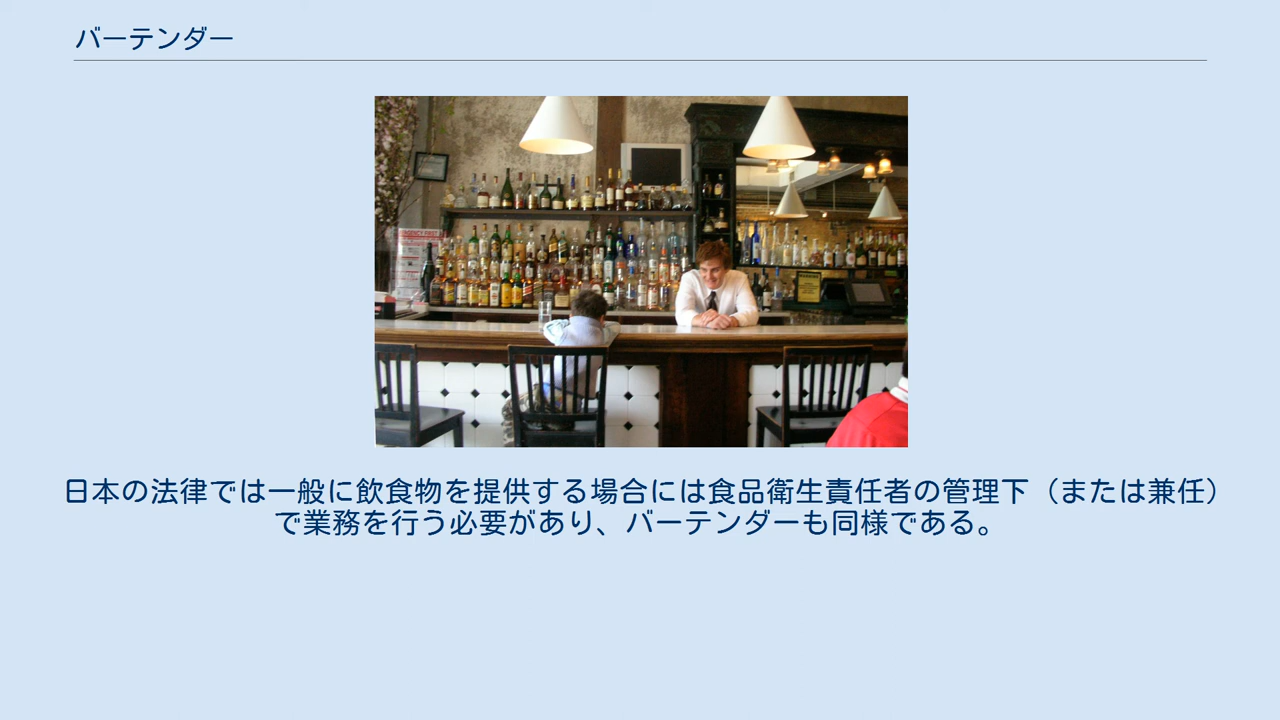 バーテンダー
日本の法律では一般に飲食物を提供する場合には食品衛生責任者の管理下（または兼任）
で業務を行う必要があり、バーテンダーも同様である。